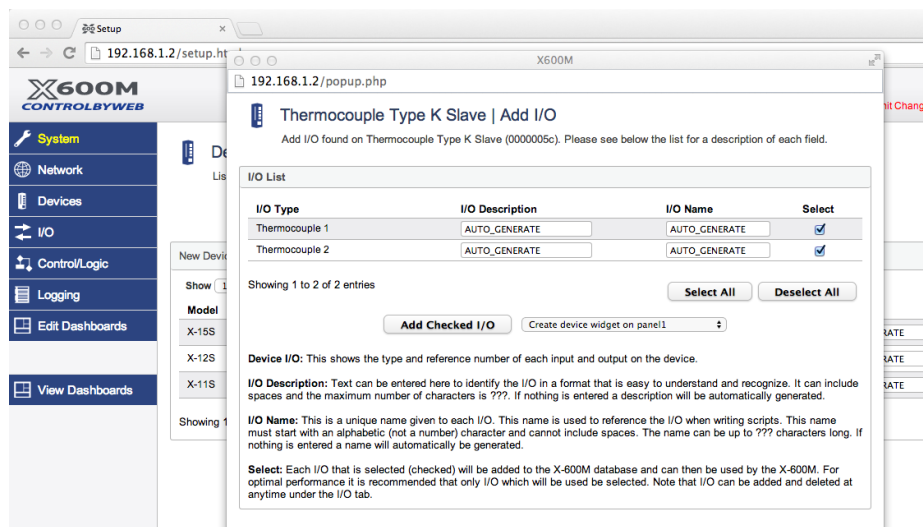 Setup
192.168.1.2/setup.ht
X600M
192.168.1.2/popup.php
X600M
CONTROLBYWEB
mit Chang
System
Network
Devices
I/O
Control/Logic
Logging
Edit Dashboards
View Dashboards
De
Lis
New Devic
Show 1
Model
X-15S
X-12S
X-11S
Showing 1
RATE
RATE
RATE
Thermocouple Type K Slave | Add I/O
Add I/O found on Thermocouple Type K Slave (0000005c). Please see below the list for a description of each field.
I/O List
I/O Type I/O Description I/O Name Select
Thermocouple 1 AUTO_GENERATE AUTO_GENERATE
Thermocouple 2 AUTO_GENERATE AUTO_GENERATE
Showing 1 to 2 of 2 entries
Select All Deselect All
Add Checked I/O Create device widget on panel1
Device I/O: This shows the type and reference number of each input and output on the device.
I/O Description: Text can be entered here to identify the I/O in a format that is easy to understand and recognize. It can include
spaces and the maximum number of characters is ???. If nothing is entered a description will be automatically generated.
I/O Name: This is a unique name given to each I/O. This name is used to reference the I/O when writing scripts. This name
must start with an alphabetic (not a number) character and cannot include spaces. The name can be up to ??? characters long. If
nothing is entered a name will automatically be generated.
Select: Each I/O that is selected (checked) will be added to the X-600M database and can then be used by the X-600M. For
optimal performance it is recommended that only I/O which will be used be selected. Note that I/O can be added and deleted at
anytime under the I/O tab.